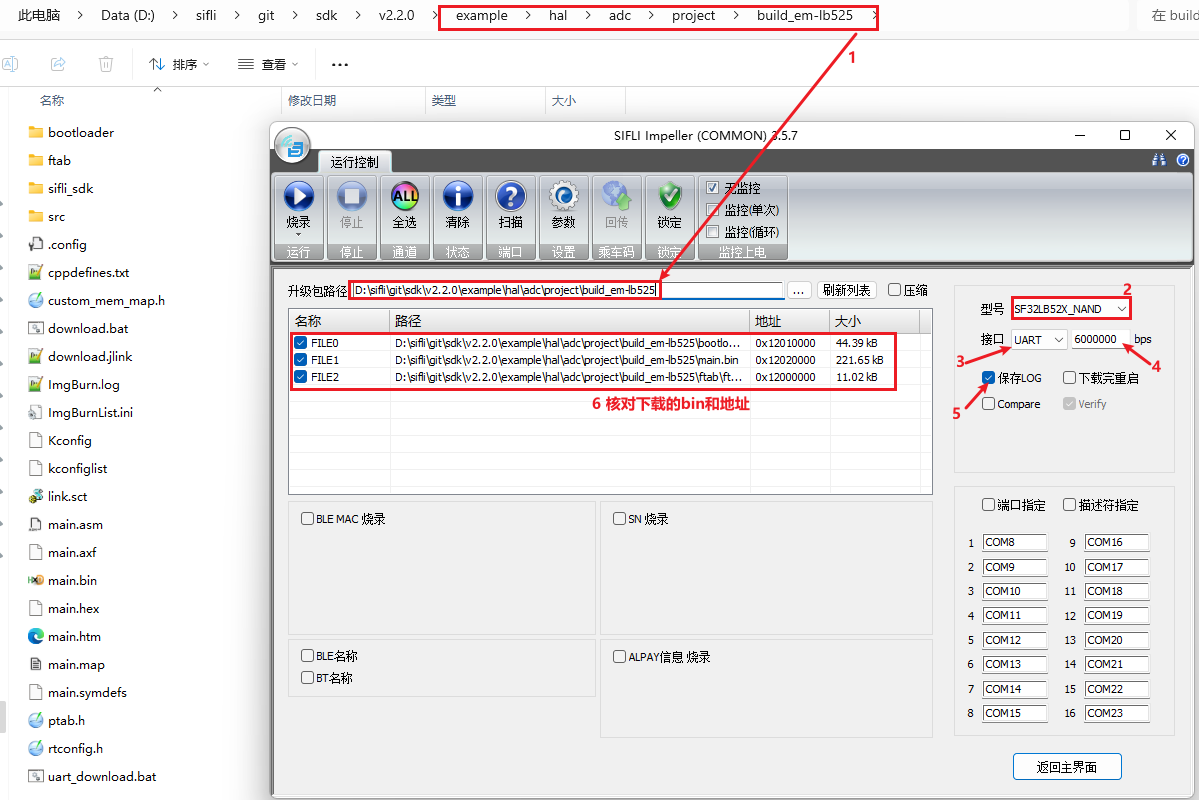 此电脑 > Data (D:) > sifli > git > sdk > v2.2.0 > example > hal > adc > project > build_em-lb525 >
在 build
排序
查看
...
名称
修改日期
类型
大小
bootloader
ftab
sifli_sdk
src
.config
cppdefines.txt
custom_mem_map.h
download.bat
download.jlink
ImgBurn.log
ImgBurnList.ini
Kconfig
kconfiglist
link.sct
main.asm
main.axf
main.bin
main.hex
main.htm
main.map
main.symdefs
ptab.h
rtconfig.h
uart_download.bat
1
SIFLI Impeller (COMMON) 3.5.7
运行控制
烧录
停止
ALL
全选
清除
扫描
参数
回传
锁定
无监控
监控(单次)
监控(循环)
运行
停止
通道
状态
端口
设置
乘车码
锁定
监控上电
升级包路径
D:\sifli\git\sdk\v2.2.0\example\hal\adc\project\build_em-lb525
...
刷新列表
压缩
名称 路径 地址 大小
FILE0 D:\sifli\git\sdk\v2.2.0\example\hal\adc\project\build_em-lb525\bootlo... 0x12010000 44.39 kB
FILE1 D:\sifli\git\sdk\v2.2.0\example\hal\adc\project\build_em-lb525\main.bin 0x12020000 221.65 kB
FILE2 D:\sifli\git\sdk\v2.2.0\example\hal\adc\project\build_em-lb525\ftab\ft... 0x12000000 11.02 kB
6 核对下载的bin和地址
2
型号 SF32LB52X_NAND
接口 UART 6000000 bps
3
4
保存LOG 下载完重启
5
Compare Verify
BLE MAC 烧录
SN 烧录
BLE名称
BT名称
ALPAY信息 烧录
端口指定 描述符指定
1 COM8 9 COM16
2 COM9 10 COM17
3 COM10 11 COM18
4 COM11 12 COM19
5 COM12 13 COM20
6 COM13 14 COM21
7 COM14 15 COM22
8 COM15 16 COM23
返回主界面